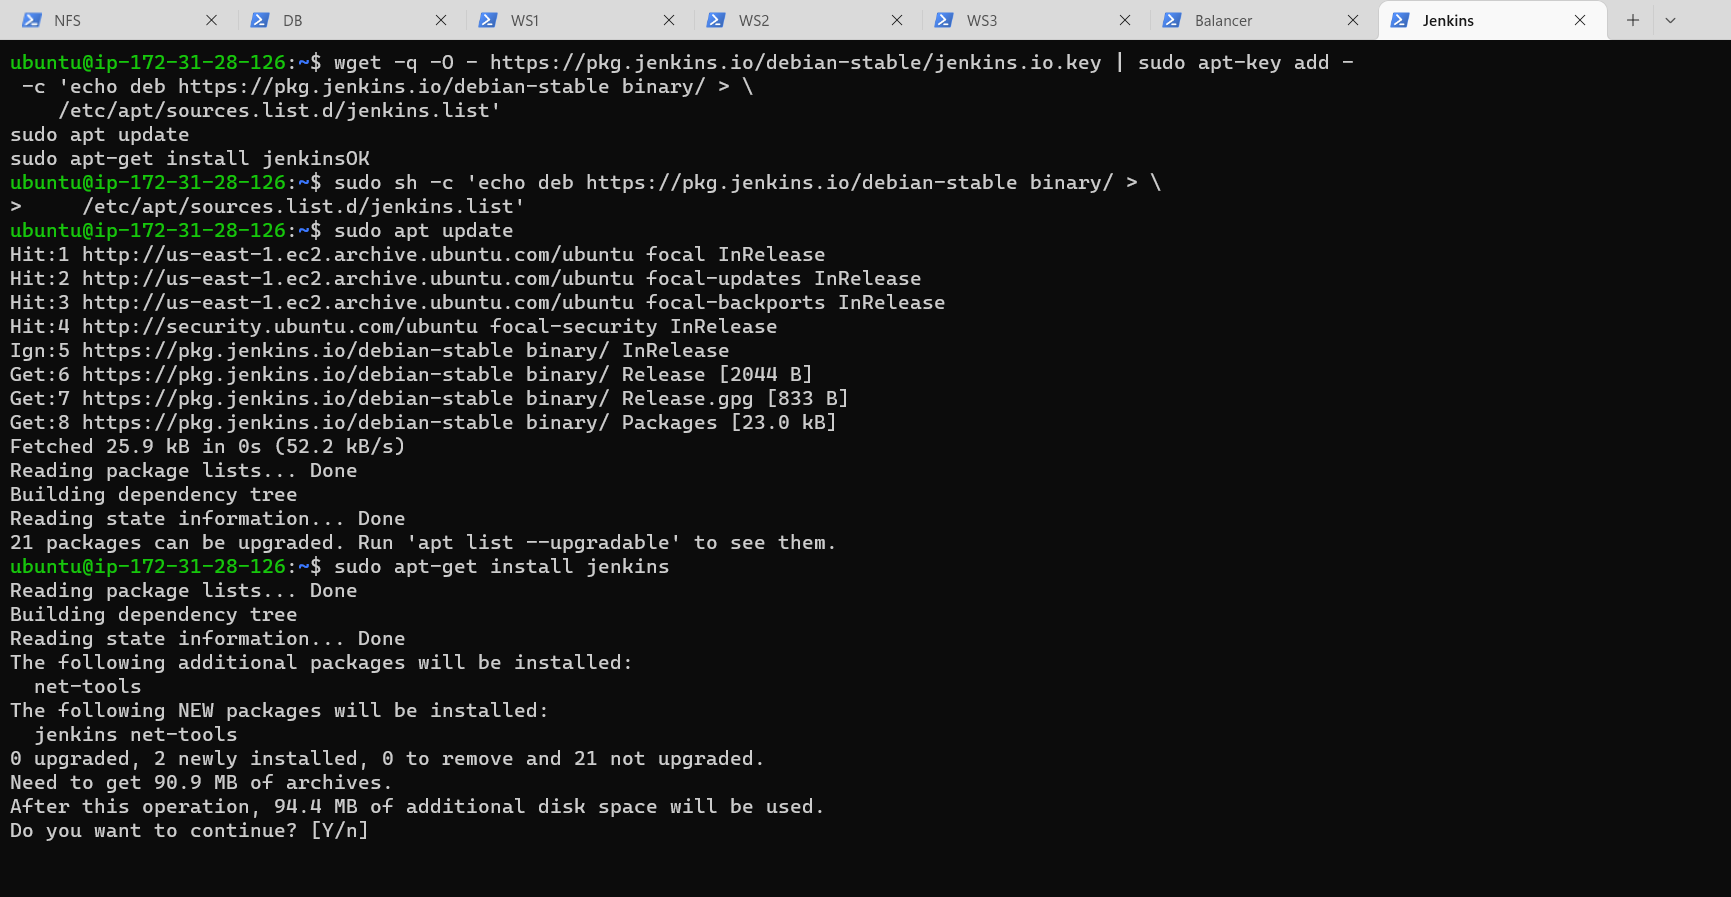 NFS DB WS1 WS2 WS3 Balancer Jenkins
ubuntu@ip-172-31-28-126:~$ wget -q -O - https://pkg.jenkins.io/debian-stable/jenkins.io.key | sudo apt-key add -
 -c 'echo deb https://pkg.jenkins.io/debian-stable binary/ > \
    /etc/apt/sources.list.d/jenkins.list'
sudo apt update
sudo apt-get install jenkinsOK
ubuntu@ip-172-31-28-126:~$ sudo sh -c 'echo deb https://pkg.jenkins.io/debian-stable binary/ > \
>     /etc/apt/sources.list.d/jenkins.list'
ubuntu@ip-172-31-28-126:~$ sudo apt update
Hit:1 http://us-east-1.ec2.archive.ubuntu.com/ubuntu focal InRelease
Hit:2 http://us-east-1.ec2.archive.ubuntu.com/ubuntu focal-updates InRelease
Hit:3 http://us-east-1.ec2.archive.ubuntu.com/ubuntu focal-backports InRelease
Hit:4 http://security.ubuntu.com/ubuntu focal-security InRelease
Ign:5 https://pkg.jenkins.io/debian-stable binary/ InRelease
Get:6 https://pkg.jenkins.io/debian-stable binary/ Release [2044 B]
Get:7 https://pkg.jenkins.io/debian-stable binary/ Release.gpg [833 B]
Get:8 https://pkg.jenkins.io/debian-stable binary/ Packages [23.0 kB]
Fetched 25.9 kB in 0s (52.2 kB/s)
Reading package lists... Done
Building dependency tree
Reading state information... Done
21 packages can be upgraded. Run 'apt list --upgradable' to see them.
ubuntu@ip-172-31-28-126:~$ sudo apt-get install jenkins
Reading package lists... Done
Building dependency tree
Reading state information... Done
The following additional packages will be installed:
  net-tools
The following NEW packages will be installed:
  jenkins net-tools
0 upgraded, 2 newly installed, 0 to remove and 21 not upgraded.
Need to get 90.9 MB of archives.
After this operation, 94.4 MB of additional disk space will be used.
Do you want to continue? [Y/n]